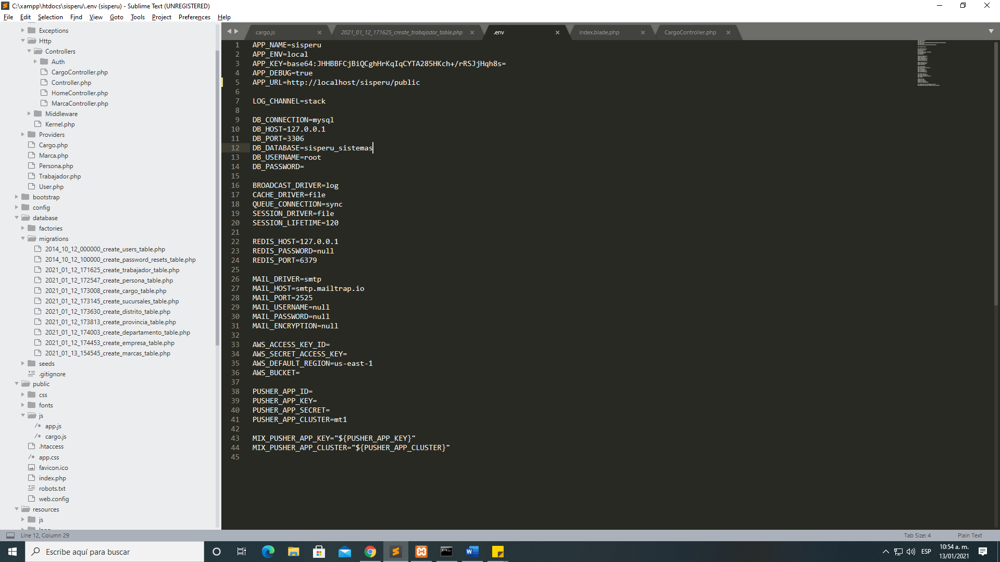 C:\xampp\htdocs\sisperu\.env (sisperu) - Sublime Text (UNREGISTERED)
File Edit Selection Find View Goto Tools Project Preferences Help
Exceptions
Http
Controllers
Auth
CargoController.php
Controller.php
HomeController.php
MarcaController.php
Middleware
Kernel.php
Providers
Cargo.php
Marca.php
Persona.php
Trabajador.php
User.php
bootstrap
config
database
factories
migrations
2014_10_12_000000_create_users_table.php
2014_10_12_100000_create_password_resets_table.php
2021_01_12_171625_create_trabajador_table.php
2021_01_12_172547_create_persona_table.php
2021_01_12_173008_create_cargo_table.php
2021_01_12_173145_create_sucursales_table.php
2021_01_12_173630_create_distrito_table.php
2021_01_12_173813_create_provincia_table.php
2021_01_12_174003_create_departamento_table.php
2021_01_12_174453_create_empresa_table.php
2021_01_13_154545_create_marcas_table.php
seeds
.gitignore
public
css
fonts
js
app.js
cargo.js
.htaccess
app.css
favicon.ico
index.php
robots.txt
web.config
resources
js
cargo.js 2021_01_12_171625_create_trabajador_table.php .env index.blade.php CargoController.php
1 APP_NAME=sisperu
2 APP_ENV=local
3 APP_KEY=base64:JHHBBFCjBiQCghHrKqIqCYTA285HKch+/rRSJjHqh8s=
4 APP_DEBUG=true
5 APP_URL=http://localhost/sisperu/public
6
7 LOG_CHANNEL=stack
8
9 DB_CONNECTION=mysql
10 DB_HOST=127.0.0.1
11 DB_PORT=3306
12 DB_DATABASE=sisperu_sistemas
13 DB_USERNAME=root
14 DB_PASSWORD=
15
16 BROADCAST_DRIVER=log
17 CACHE_DRIVER=file
18 QUEUE_CONNECTION=sync
19 SESSION_DRIVER=file
20 SESSION_LIFETIME=120
21
22 REDIS_HOST=127.0.0.1
23 REDIS_PASSWORD=null
24 REDIS_PORT=6379
25
26 MAIL_DRIVER=smtp
27 MAIL_HOST=smtp.mailtrap.io
28 MAIL_PORT=2525
29 MAIL_USERNAME=null
30 MAIL_PASSWORD=null
31 MAIL_ENCRYPTION=null
32
33 AWS_ACCESS_KEY_ID=
34 AWS_SECRET_ACCESS_KEY=
35 AWS_DEFAULT_REGION=us-east-1
36 AWS_BUCKET=
37
38 PUSHER_APP_ID=
39 PUSHER_APP_KEY=
40 PUSHER_APP_SECRET=
41 PUSHER_APP_CLUSTER=mt1
42
43 MIX_PUSHER_APP_KEY="${PUSHER_APP_KEY}"
44 MIX_PUSHER_APP_CLUSTER="${PUSHER_APP_CLUSTER}"
45
Line 12, Column 29 Tab Size: 4 Plain Text
Escribe aquí para buscar
ESP
10:54 a. m.
13/01/2021